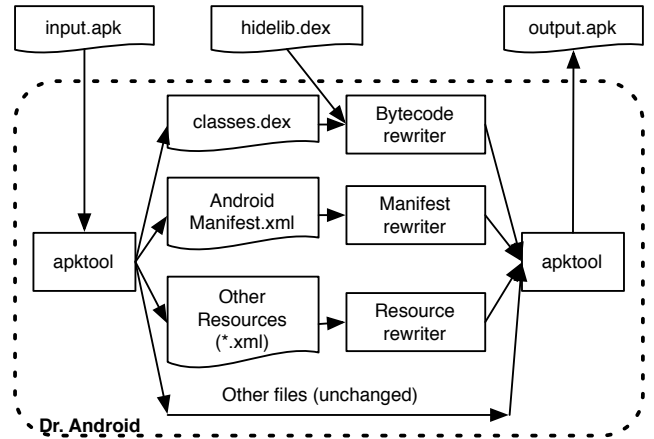 input.apk
hidelib.dex
output.apk
classes.dex
Bytecode
rewriter
Android
Manifest.xml
Manifest
rewriter
apktool
apktool
Other
Resources
(*.xml)
Resource
rewriter
Other files (unchanged)
Dr. Android